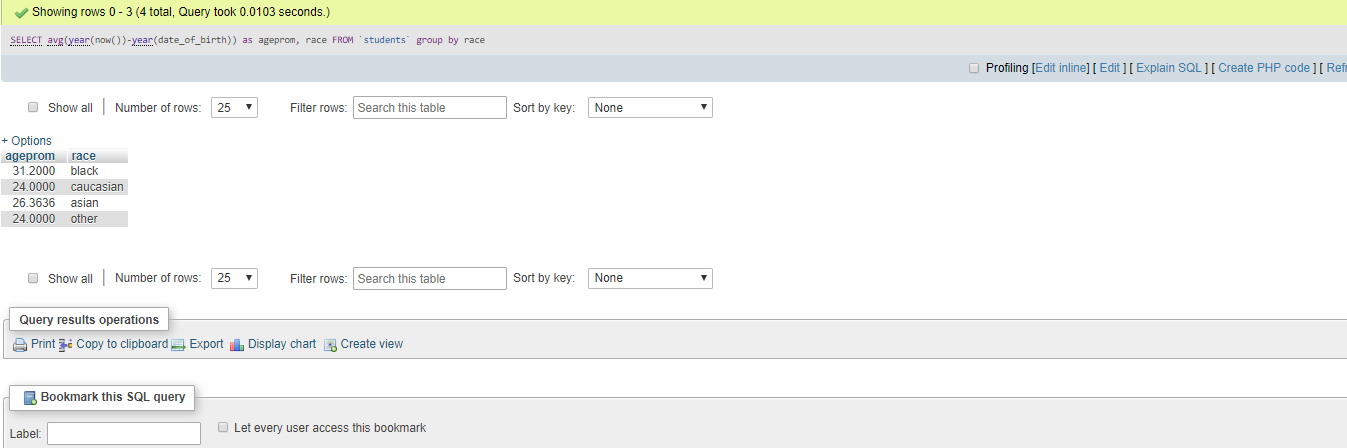 Showing rows 0 - 3 (4 total, Query took 0.0103 seconds.)
SELECT avg(year(now())-year(date_of_birth)) as ageprom, race FROM `students` group by race
Profiling [Edit inline] [ Edit ] [ Explain SQL ] [ Create PHP code ] [ Refr
Show all | Number of rows: 25 Filter rows: Search this table Sort by key: None
+ Options
ageprom race
31.2000 black
24.0000 caucasian
26.3636 asian
24.0000 other
Show all | Number of rows: 25 Filter rows: Search this table Sort by key: None
Query results operations
Print Copy to clipboard Export Display chart Create view
Bookmark this SQL query
Label: Let every user access this bookmark